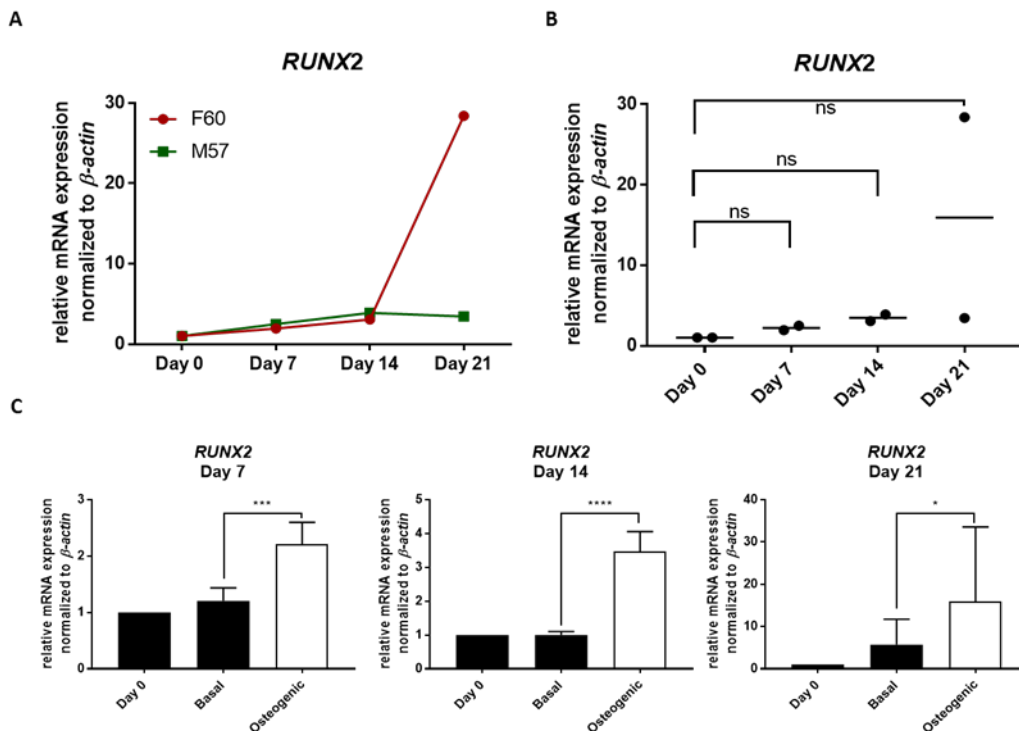 A
RUNX2
relative mRNA expression
normalized to β-actin
30
20
10
0
F60
M57
Day 0
Day 7
Day 14
Day 21
B
RUNX2
relative mRNA expression
normalized to β-actin
30
20
10
0
ns
ns
ns
Day 0
Day 7
Day 14
Day 21
C
RUNX2
Day 7
relative mRNA expression
normalized to β-actin
3
2
1
0
***
Day 0
Basal
Osteogenic
RUNX2
Day 14
relative mRNA expression
normalized to β-actin
5
4
3
2
1
0
****
Day 0
Basal
Osteogenic
RUNX2
Day 21
relative mRNA expression
normalized to β-actin
40
30
20
10
0
*
Day 0
Basal
Osteogenic